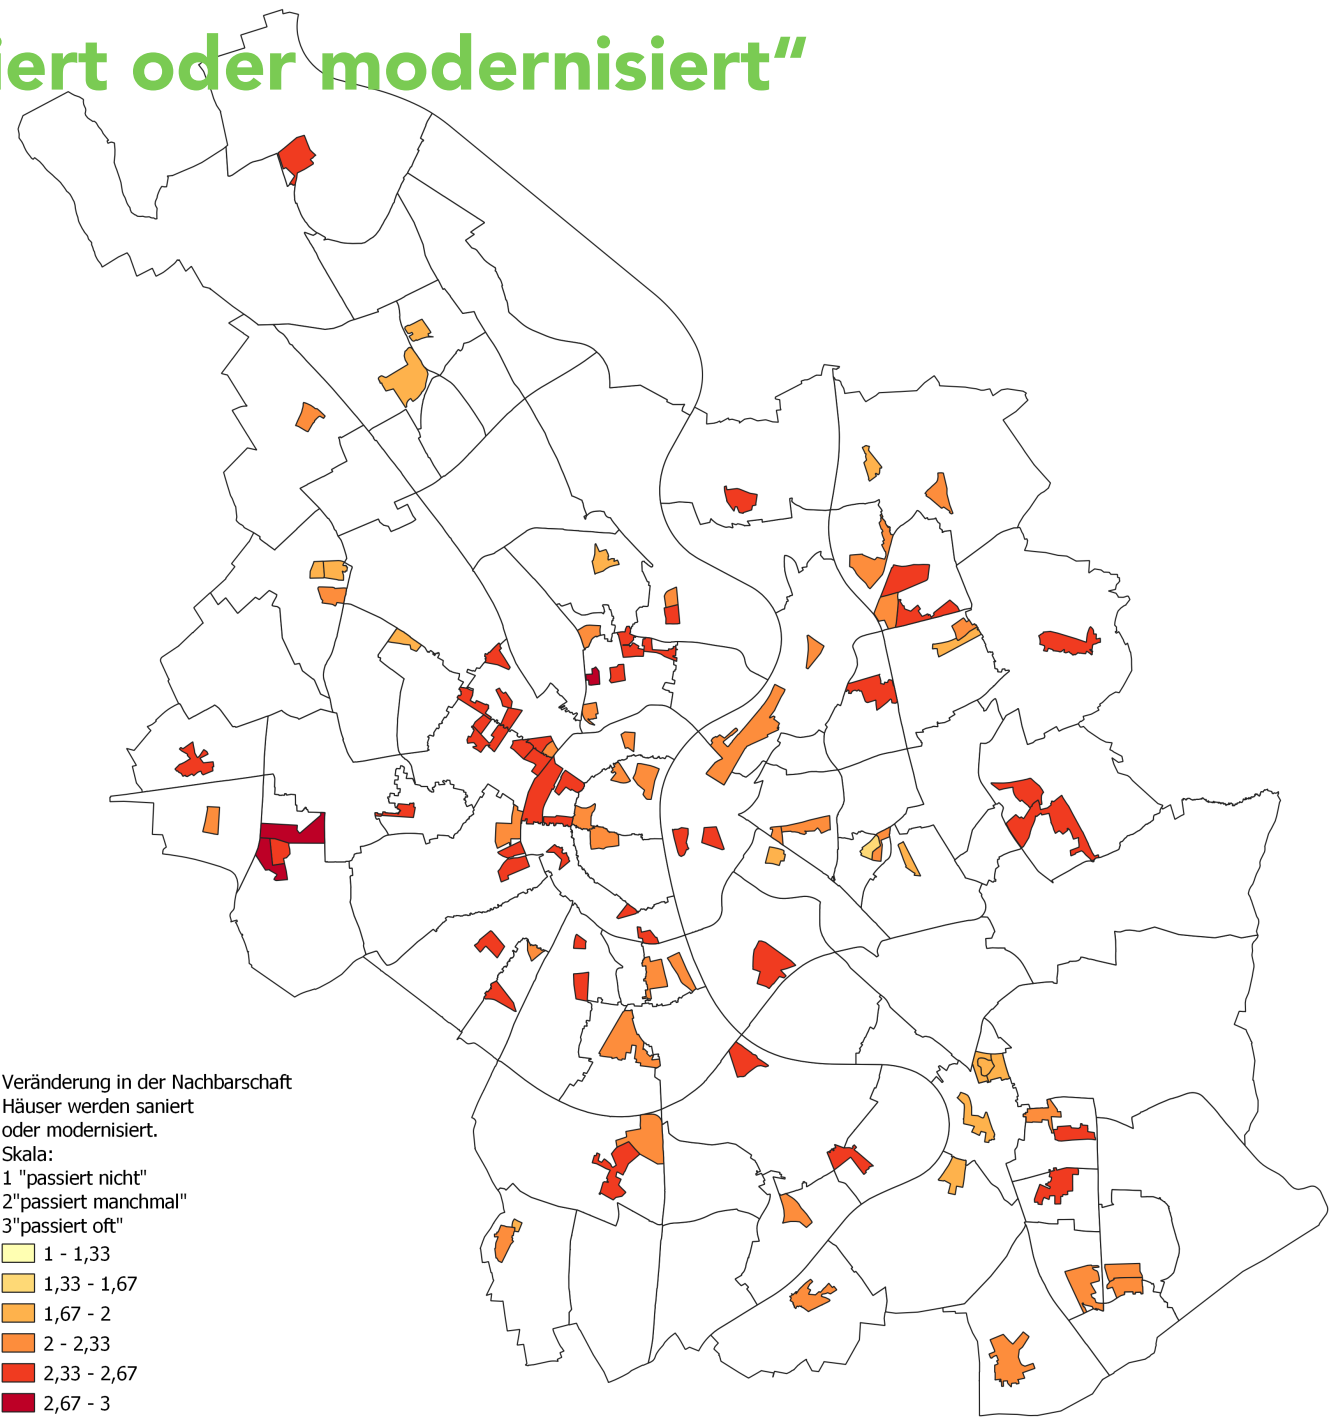 iert oder modernisiert“
Veränderung in der Nachbarschaft
Häuser werden saniert
oder modernisiert.
Skala:
1 "passiert nicht"
2"passiert manchmal"
3"passiert oft"
1 - 1,33
1,33 - 1,67
1,67 - 2
2 - 2,33
2,33 - 2,67
2,67 - 3